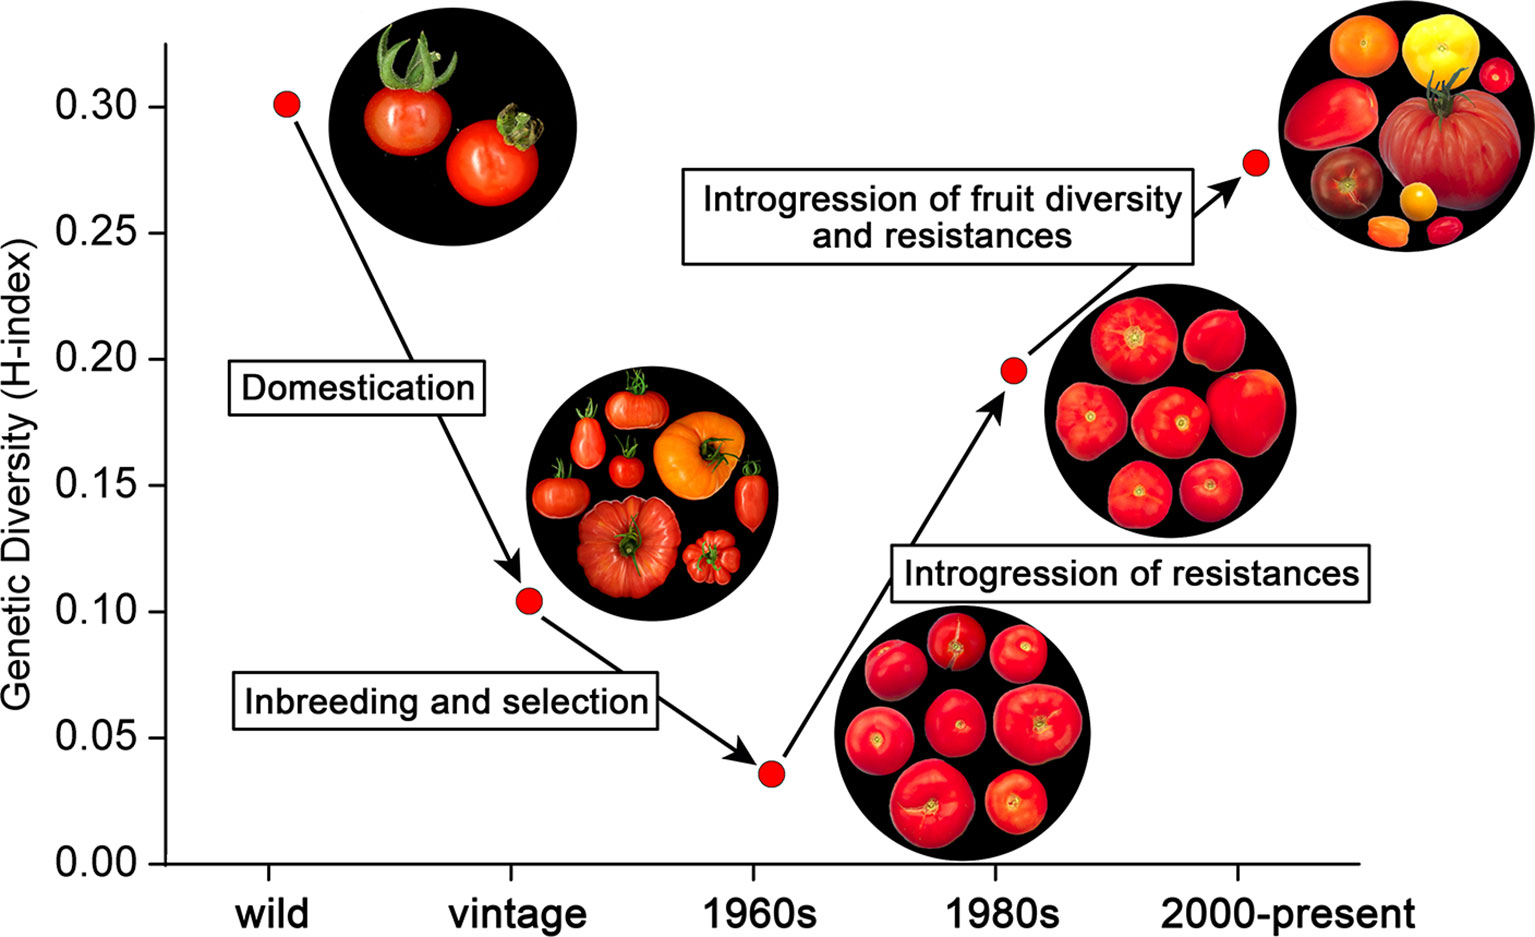 Genetic Diversity (H-index)
0.30
0.25
0.20
0.15
0.10
0.05
0.00
Domestication
Inbreeding and selection
Introgression of fruit diversity
and resistances
Introgression of resistances
wild
vintage
1960s
1980s
2000-present